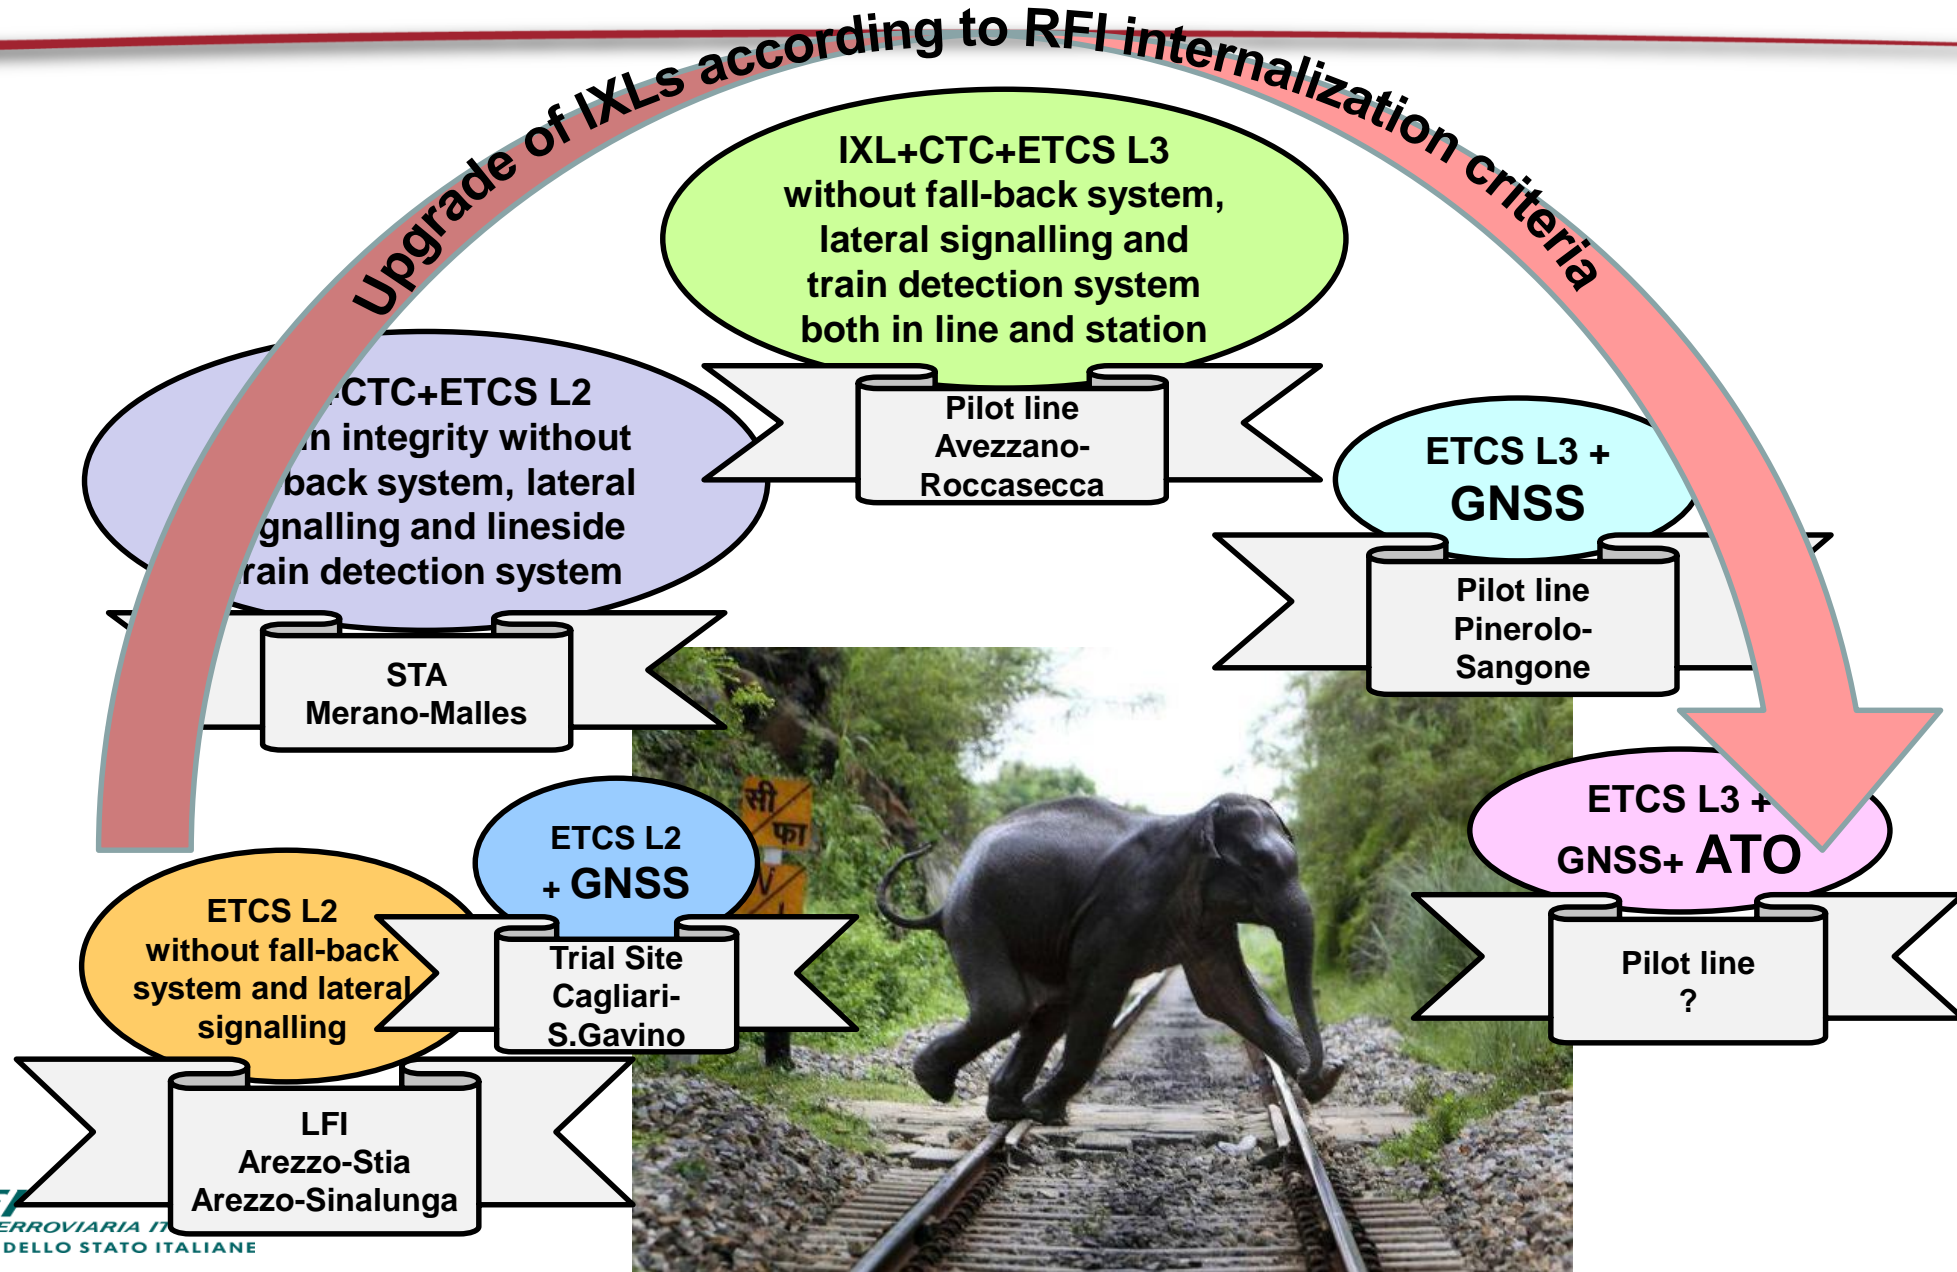 Upgrade of IXLs according to RFI internalization criteria
IXL+CTC+ETCS L3
without fall-back system,
lateral signalling and
train detection system
both in line and station
Pilot line
Avezzano-
Roccasecca
CTC+ETCS L2
integrity without
back system, lateral
and lineside
detection system
STA
Merano-Malles
ETCS L3 +
GNSS
Pilot line
Pinerolo-
Sangone
ETCS L2
+ GNSS
Trial Site
Cagliari-
S.Gavino
ETCS L3 +
GNSS+ ATO
Pilot line
?
ETCS L2
without fall-back
system and lateral
signalling
LFI
Arezzo-Stia
Arezzo-Sinalunga
सी
फा
DELLO STATO ITALIANE